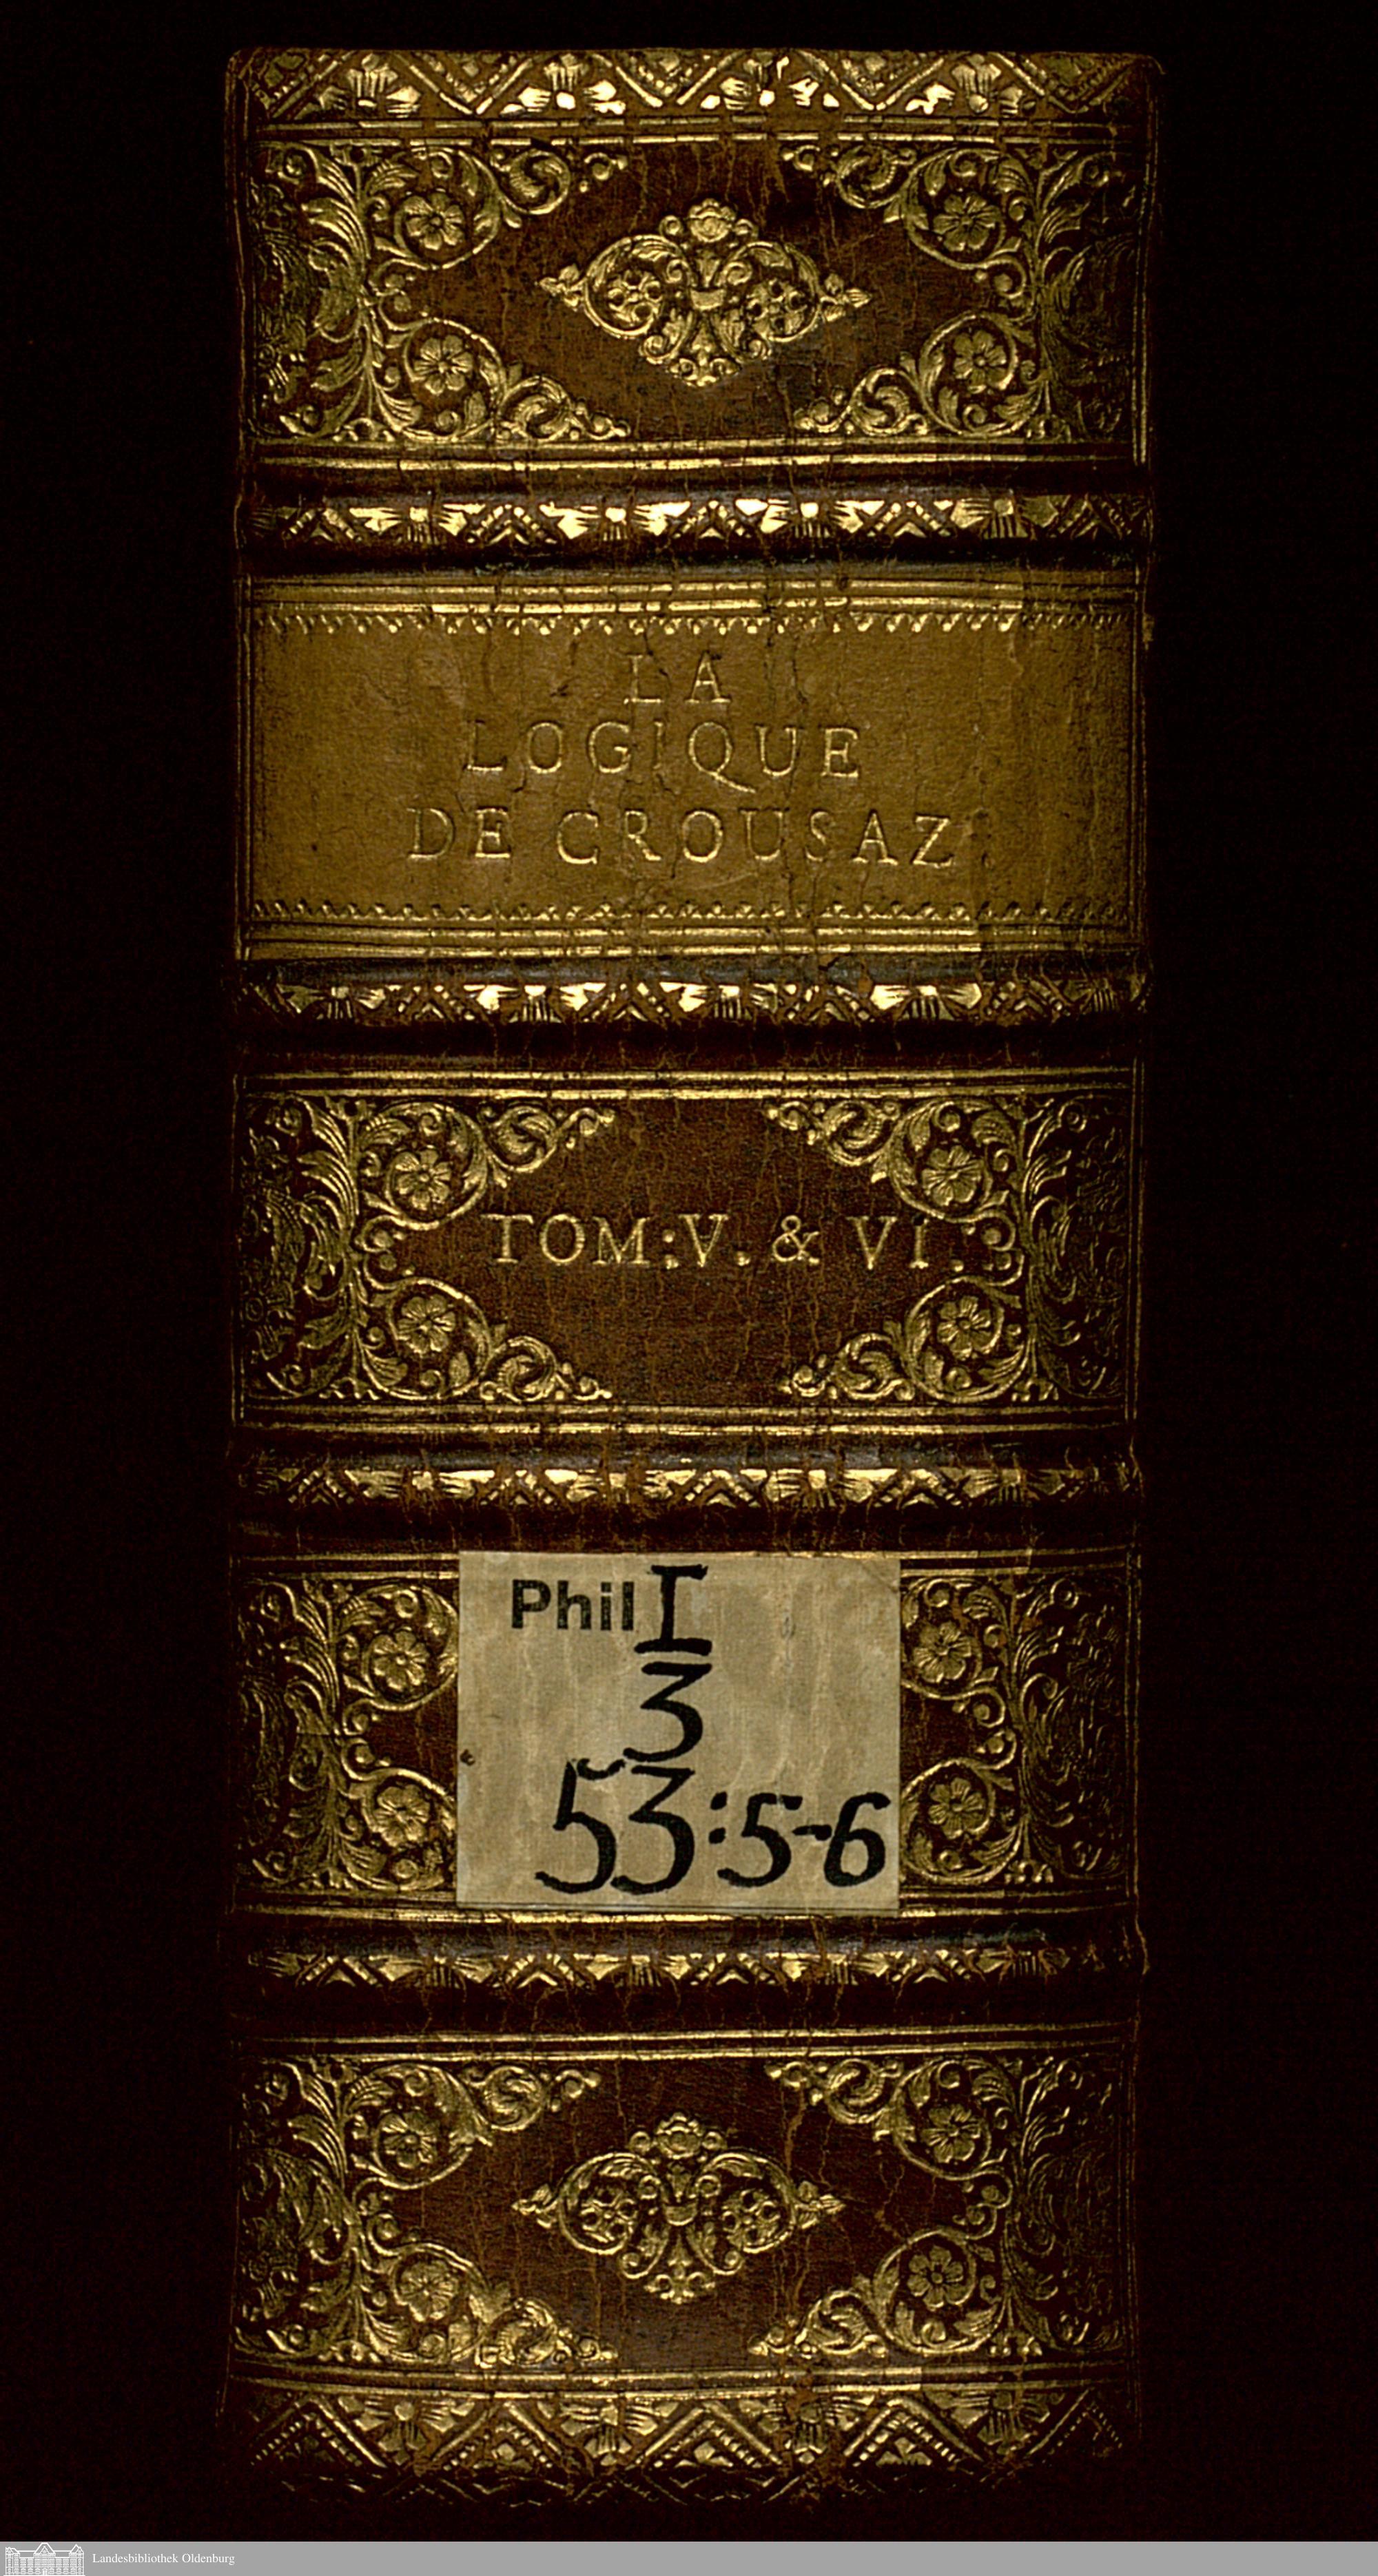 LA
LOGIQUE
DE CROUSAZ.
TOM:V. & VI.
Phil I
3
53:5-6
Landesbibliothek Oldenburg